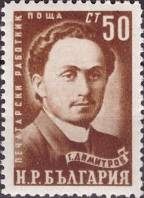 ПОЩА СТ 50
ПЕЧАТАРСКИ РАБОТНИК
Г. ДИМИТРОВ
Н.Р. БЪЛГАРИЯ